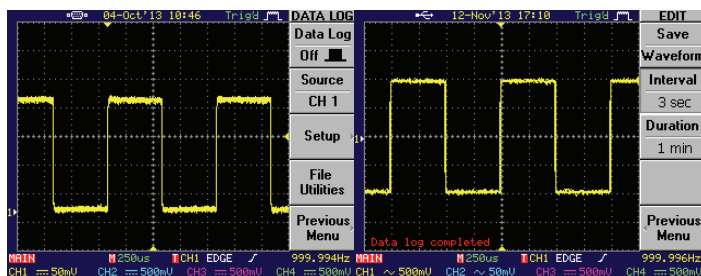 04-Oct'13 10:46 Trig'd DATA LOG
Data Log
Off
Source
CH 1
Setup
File
Utilities
Previous
Menu
1
MAIN M 250us T CH1 EDGE 999.994Hz
CH1 50mV CH2 500mV CH3 500mV CH4 500mV
12-Nov'13 17:10 Trig'd EDIT
Save
Waveform
Interval
3 sec
Duration
1 min
Previous
Menu
1
Data log completed
MAIN M 250us T CH1 EDGE 999.996Hz
CH1 500mV CH2 50mV CH3 500mV CH4 500mV